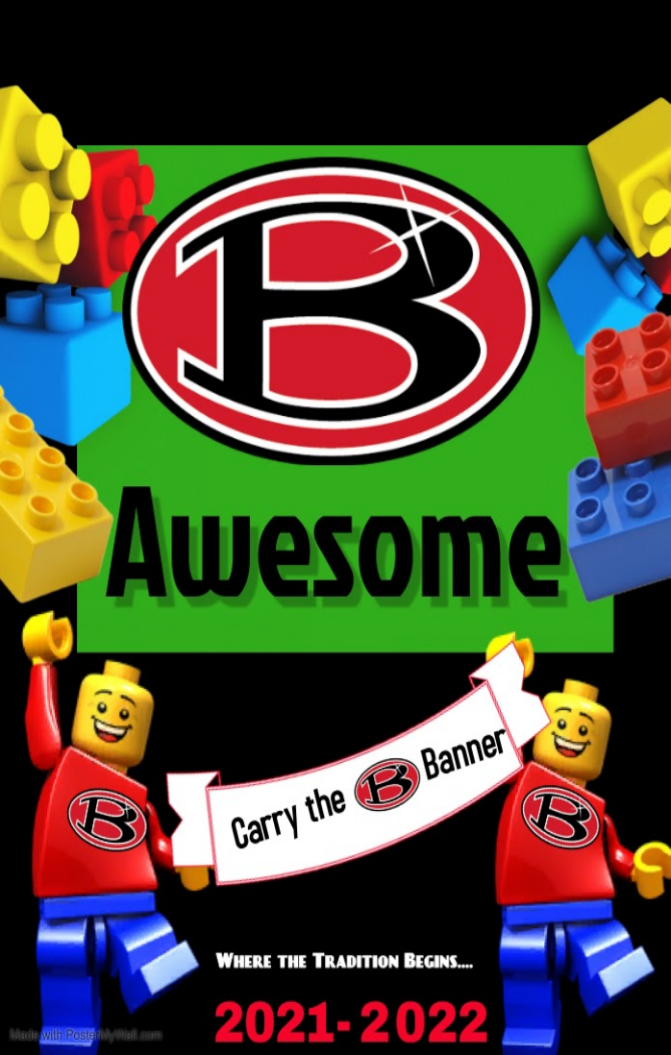 B
Awesome
Carry the B Banner
B
B
Where the Tradition Begins....
2021-2022
Made with PosterMyWall.com